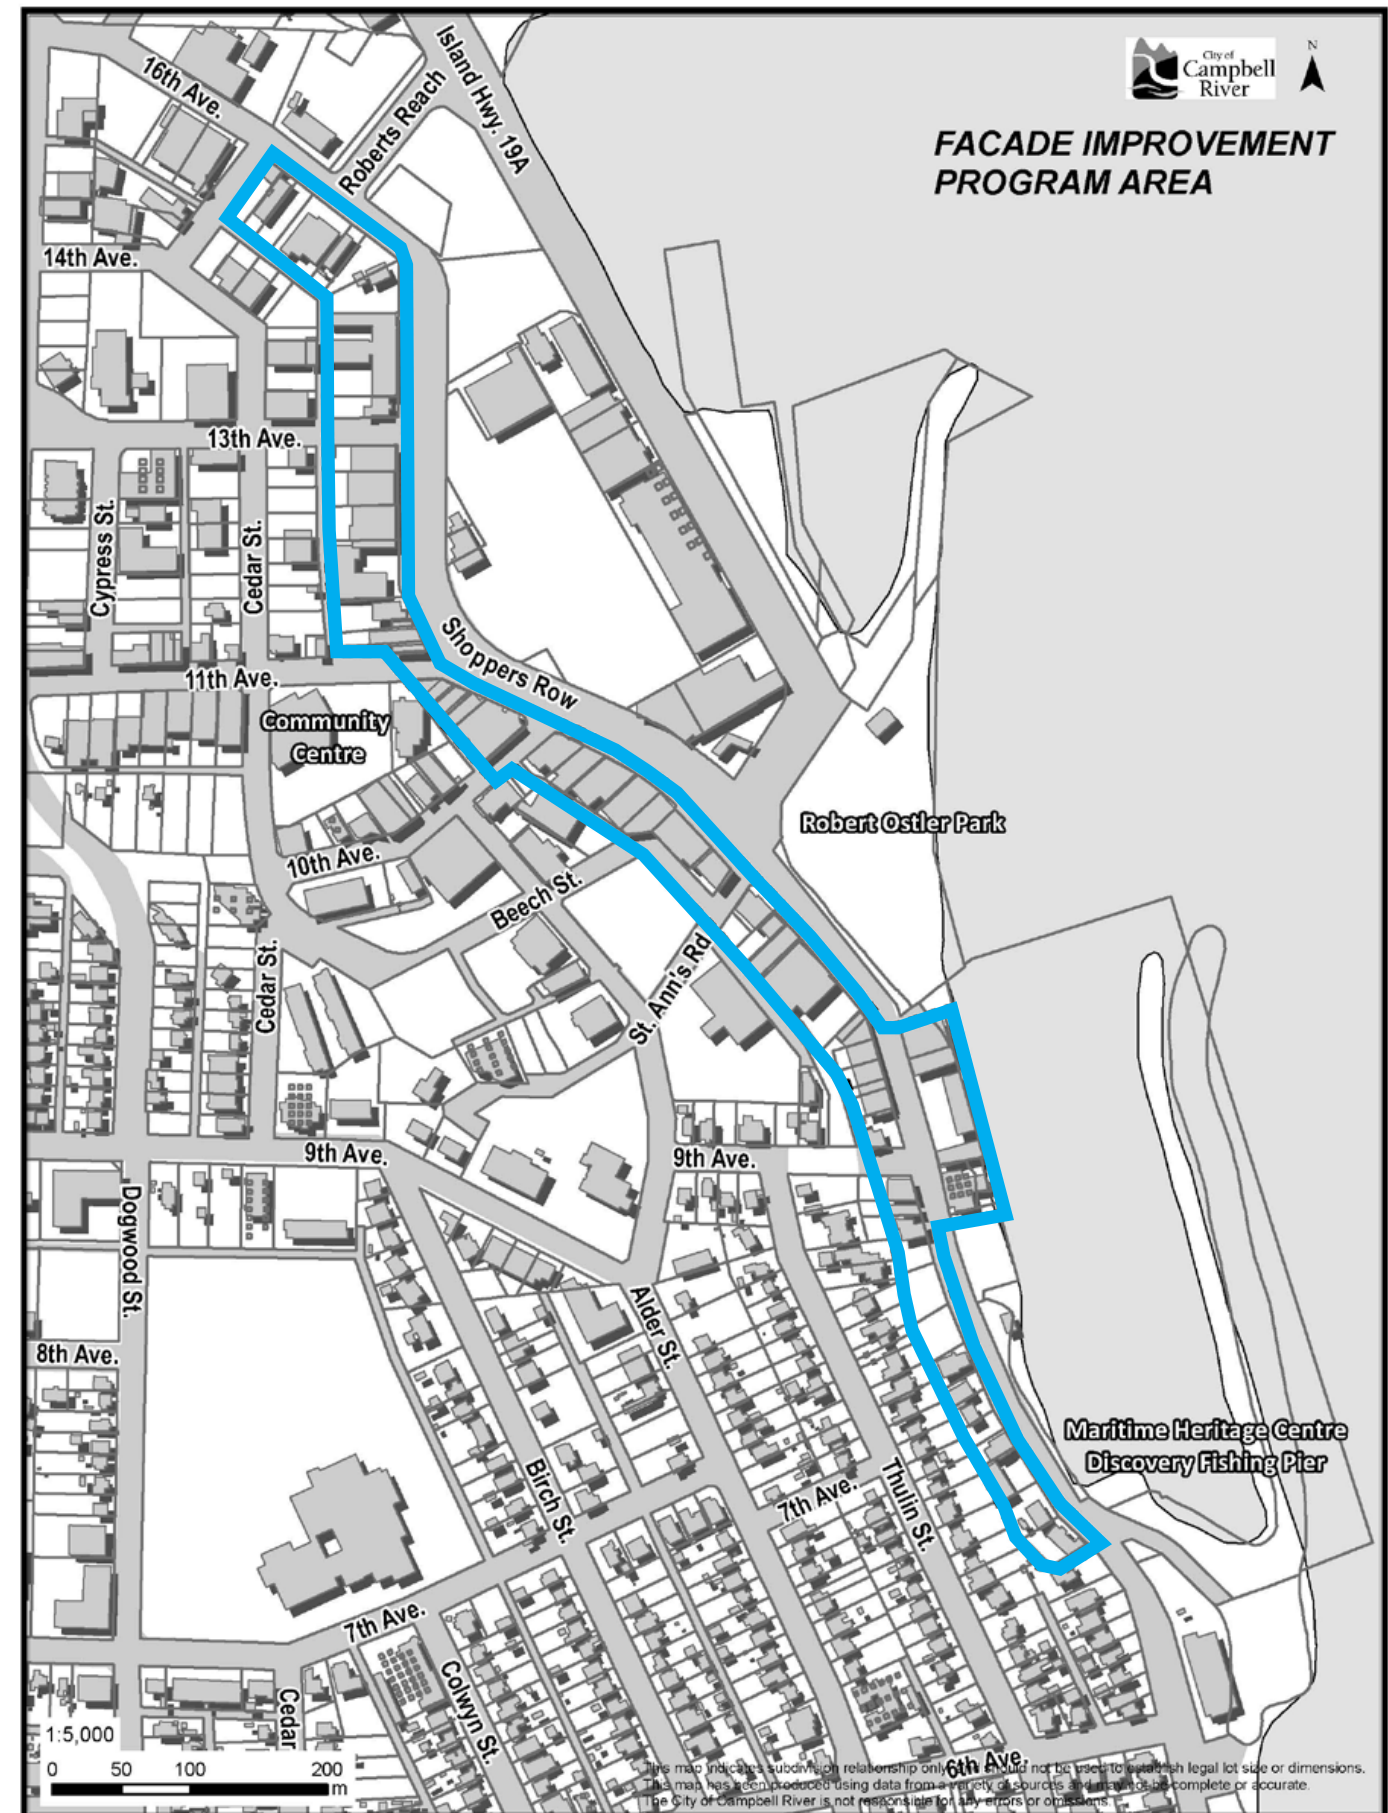 City of
Campbell
River
N
FACADE IMPROVEMENT
PROGRAM AREA
Island Hwy. 19A
16th Ave.
Roberts Reach
14th Ave.
13th Ave.
Cypress St.
Cedar St.
Shoppers Row
11th Ave.
Community
Centre
Robert Ostler Park
10th Ave.
Beech St.
Cedar St.
St. Ann's Rd
9th Ave.
9th Ave.
Dogwood St.
Alder St.
8th Ave.
Maritime Heritage Centre
Discovery Fishing Pier
Birch St.
Thulin St.
7th Ave.
7th Ave.
Colwyn St.
Cedar
6th Ave.
1:5,000
0 50 100 200
m
This map indicates subdivision relationship only and should not be used to establish legal lot size or dimensions.
This map has been produced using data from a variety of sources and may not be complete or accurate.
The City of Campbell River is not responsible for any errors or omissions.